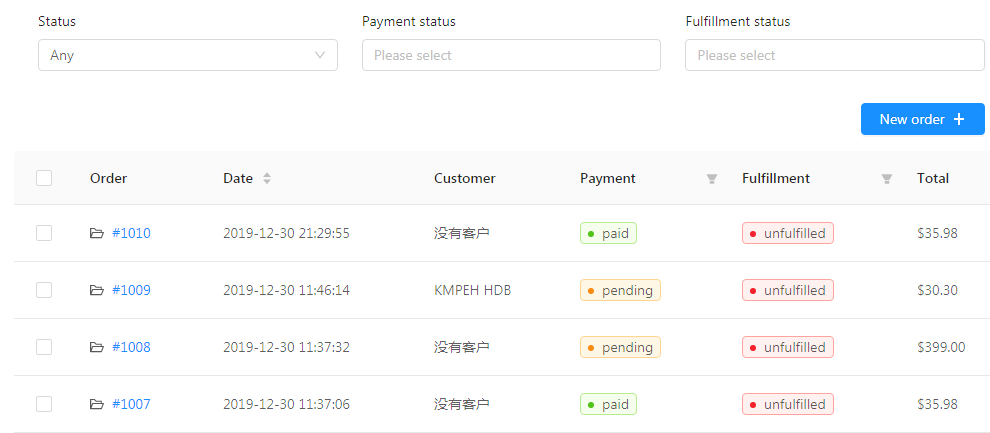 Status Payment status Fulfillment status
Any Please select Please select
New order +
Order Date Customer Payment Fulfillment Total
#1010 2019-12-30 21:29:55 没有客户 paid unfulfilled $35.98
#1009 2019-12-30 11:46:14 KMPEH HDB pending unfulfilled $30.30
#1008 2019-12-30 11:37:32 没有客户 pending unfulfilled $399.00
#1007 2019-12-30 11:37:06 没有客户 paid unfulfilled $35.98